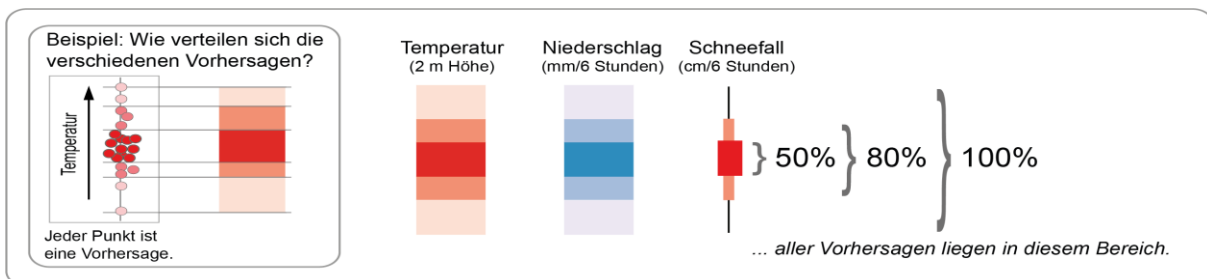 Beispiel: Wie verteilen sich die
verschiedenen Vorhersagen?
Temperatur
Jeder Punkt ist
eine Vorhersage.
Temperatur
(2 m Höhe)
Niederschlag
(mm/6 Stunden)
Schneefall
(cm/6 Stunden)
50%
80%
100%
... aller Vorhersagen liegen in diesem Bereich.